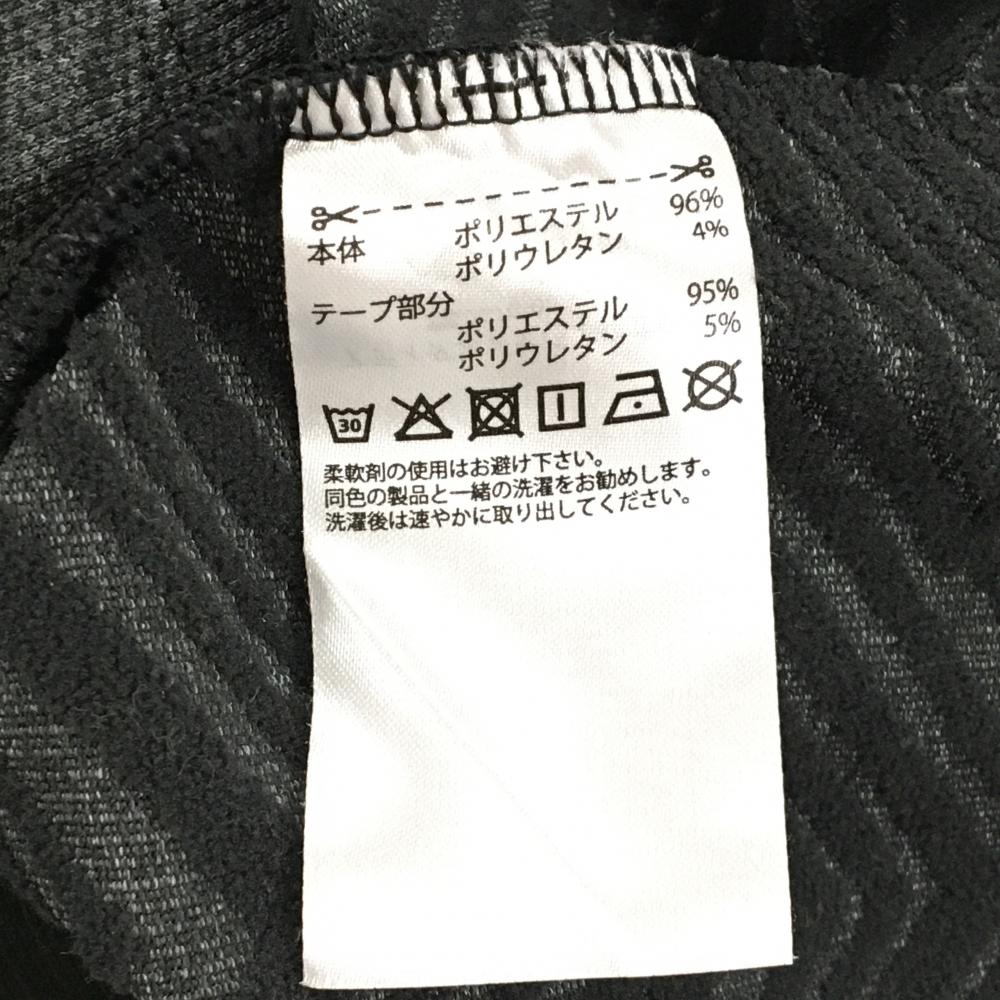 本体 ポリエステル 96%
ポリウレタン 4%
テープ部分
ポリエステル 95%
ポリウレタン 5%
30
柔軟剤の使用はお避け下さい。
同色の製品と一緒の洗濯をお勧めします。
洗濯後は速やかに取り出してください。